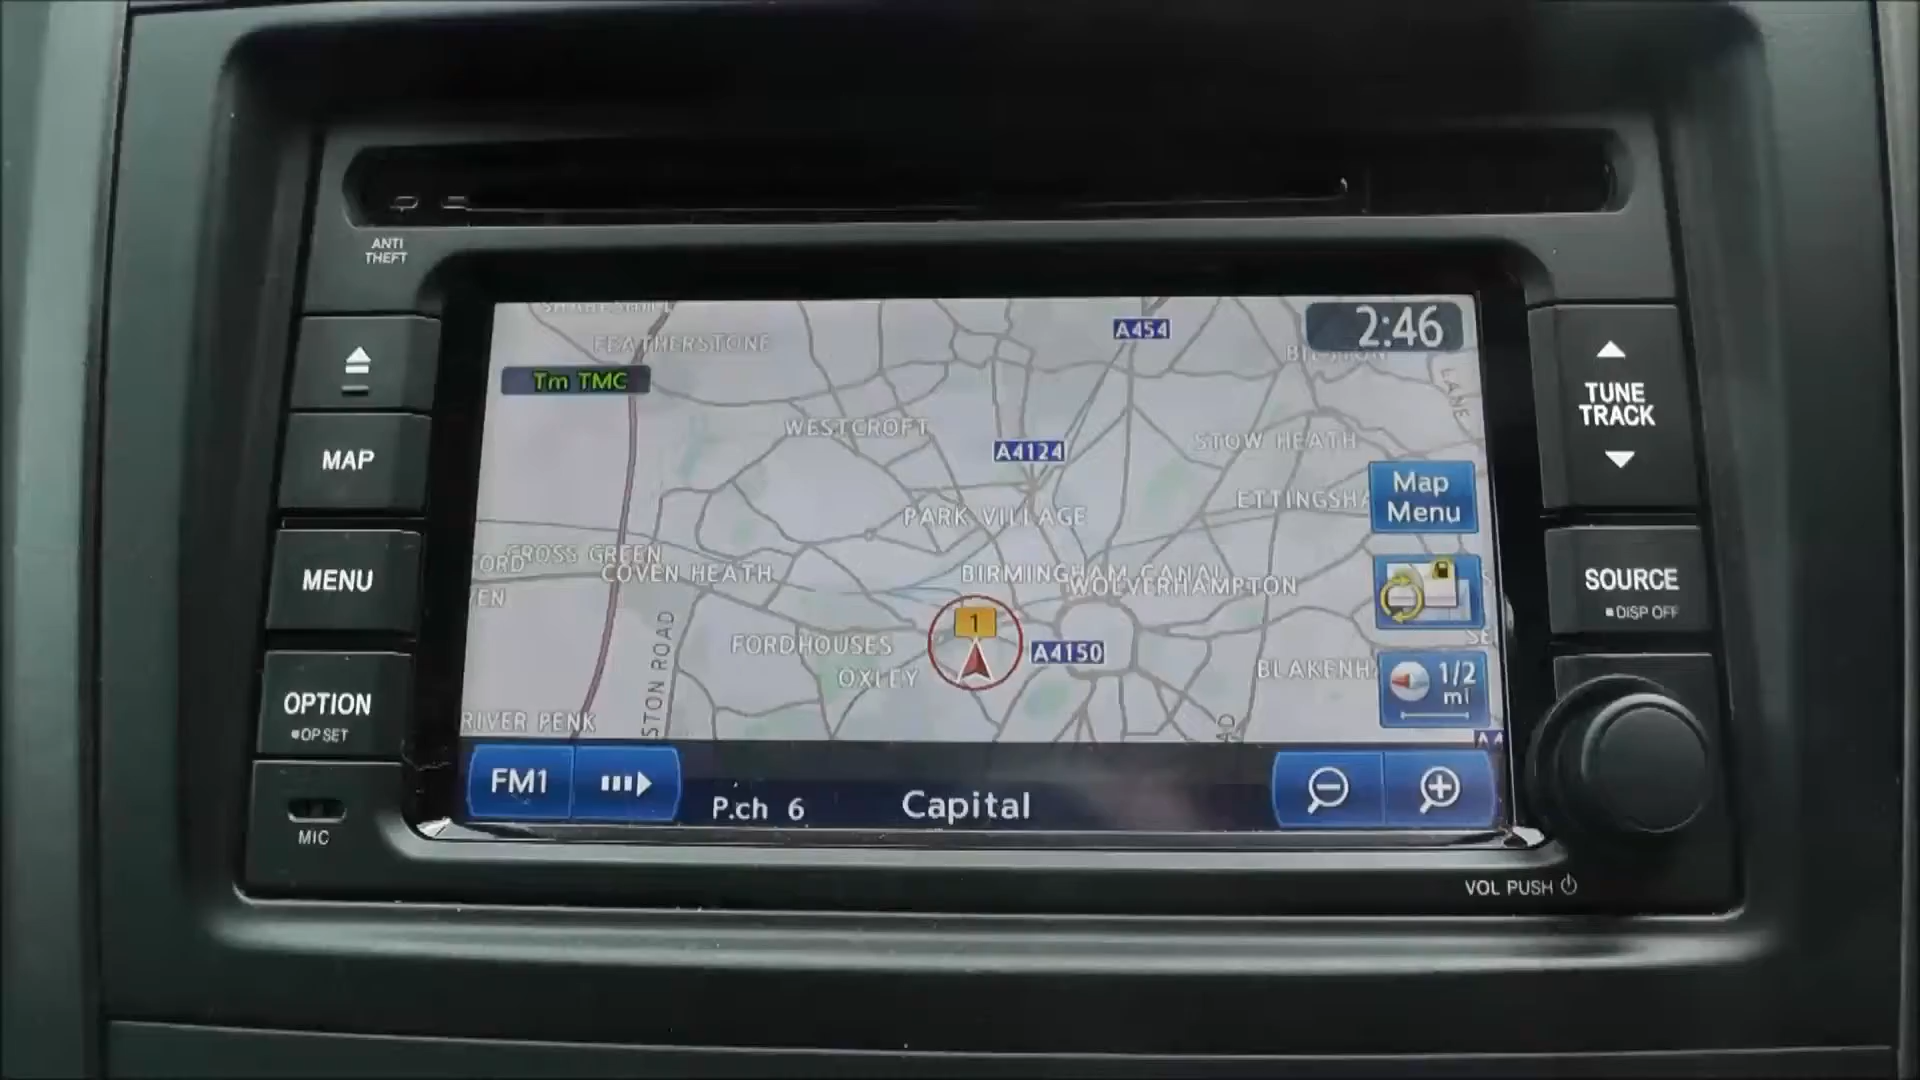 ANTI
THEFT
MAP
MENU
OPTION
OP SET
MIC
FEATHERSTONE
Tm TMC
A454
2:46
WESTCROFT
A4124
STOW HEATH
LANE
Map
Menu
ETTINGSHA
PARK VILLAGE
CROSS GREEN
COVEN HEATH
BIRMINGHAM CANAL
WOLVERHAMPTON
1
FORDHOUSES
A4150
OXLEY
BLAKENH
1/2
mi
RIVER PENK
STON ROAD
FM1
P.ch 6
Capital
TUNE
TRACK
SOURCE
DISP OFF
VOL PUSH